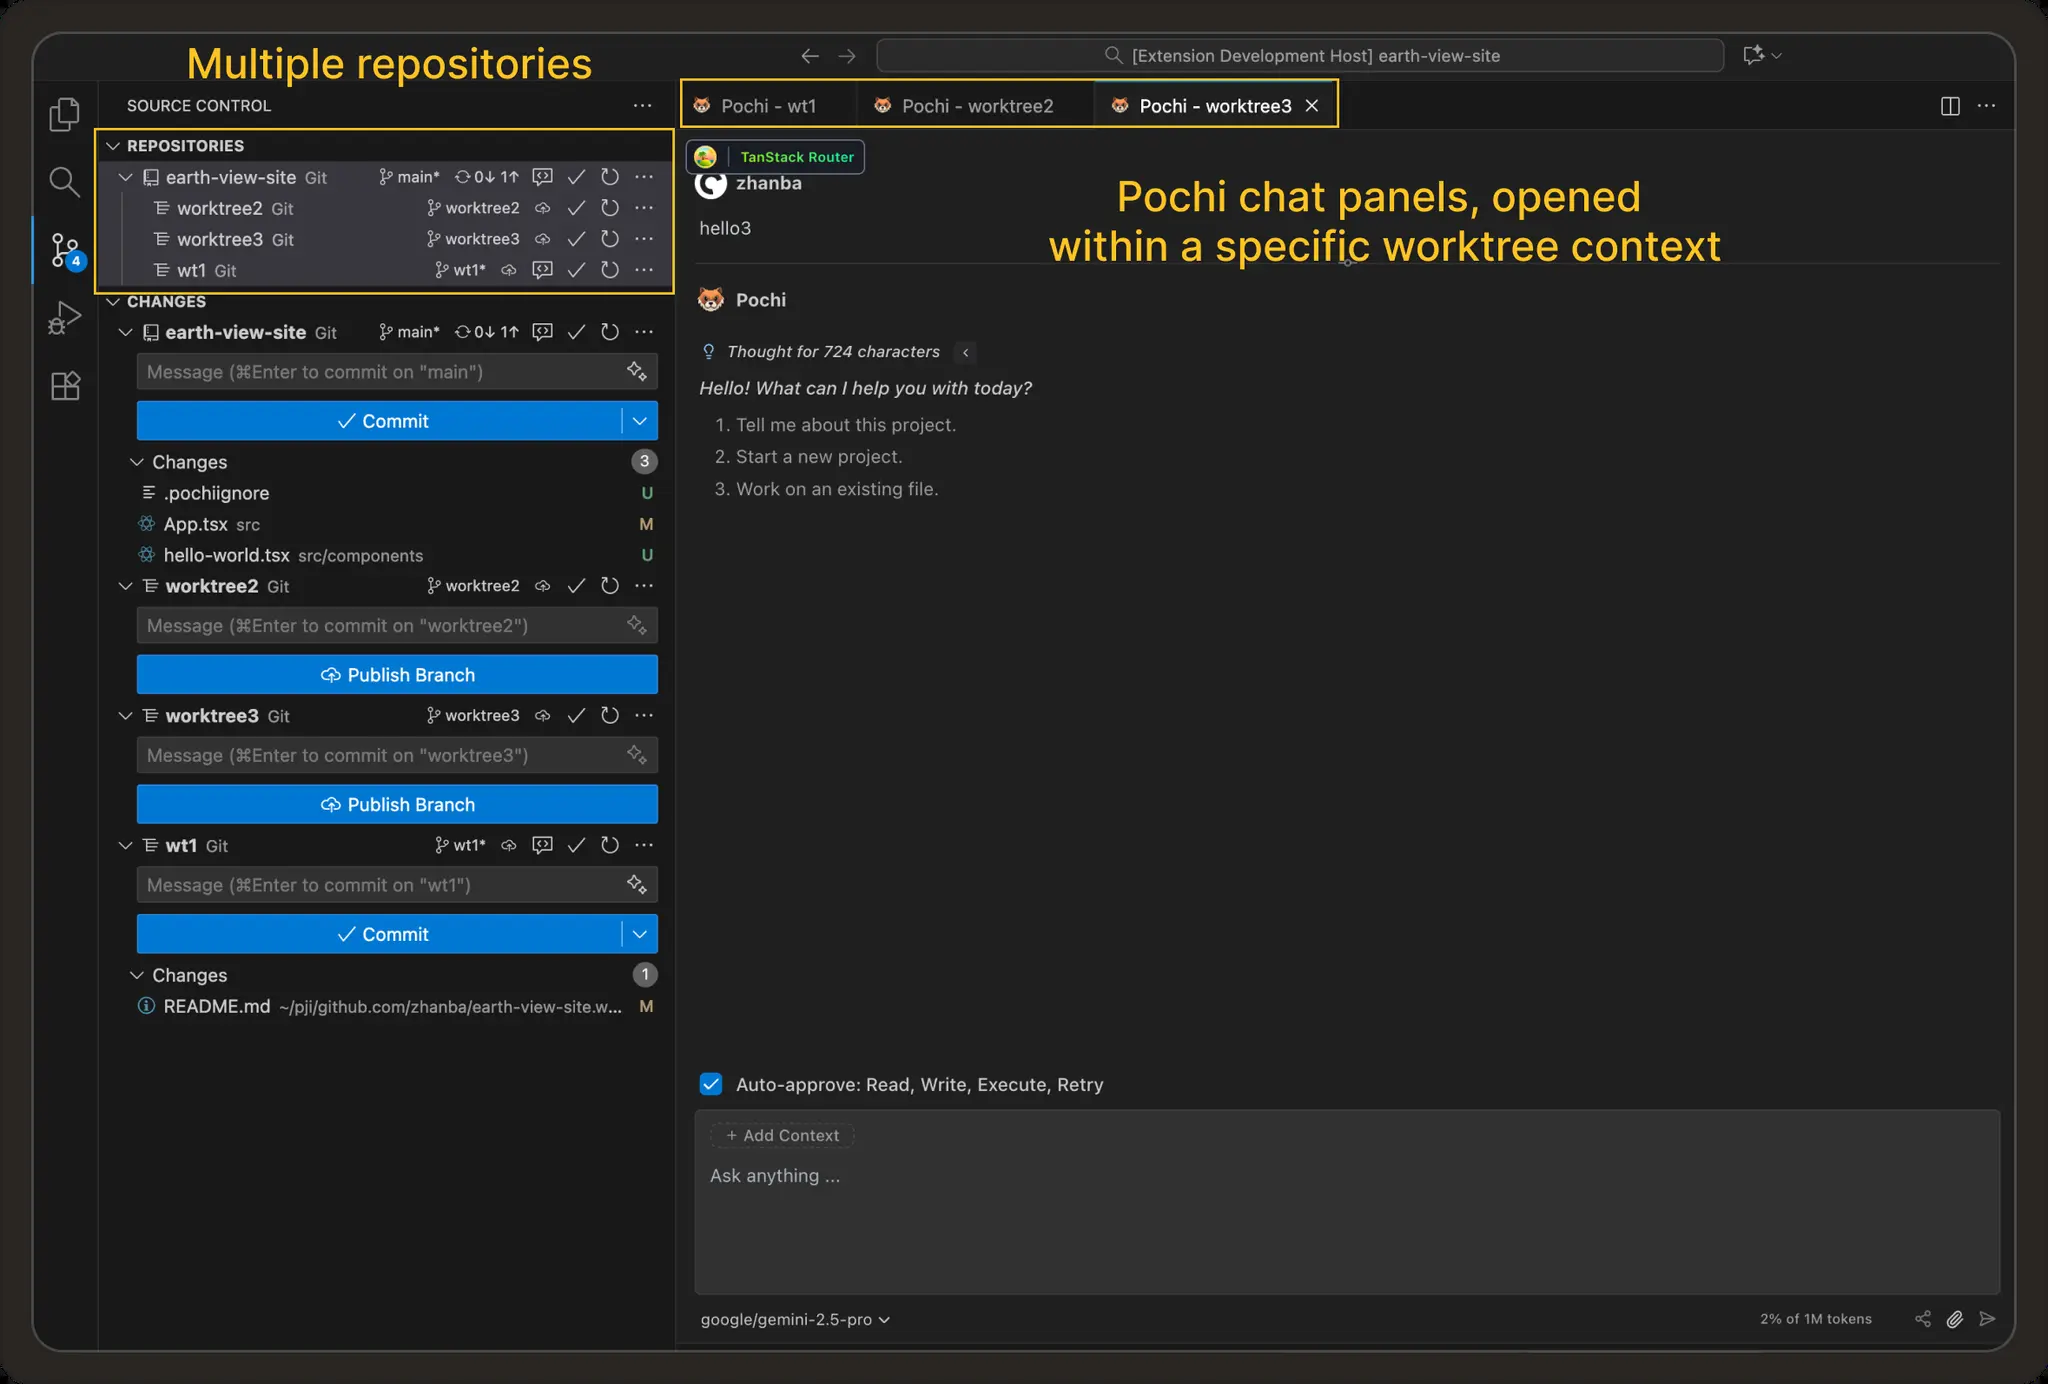 Multiple repositories
[Extension Development Host] earth-view-site
SOURCE CONTROL
REPOSITORIES
earth-view-site Git main* 0↓ 1↑
worktree2 Git worktree2
worktree3 Git worktree3
wt1 Git wt1*
4
CHANGES
earth-view-site Git main* 0↓ 1↑
Message (⌘Enter to commit on "main")
Commit
Changes 3
.pochiignore U
App.tsx src M
hello-world.tsx src/components U
worktree2 Git worktree2
Message (⌘Enter to commit on "worktree2")
Publish Branch
worktree3 Git worktree3
Message (⌘Enter to commit on "worktree3")
Publish Branch
wt1 Git wt1*
Message (⌘Enter to commit on "wt1")
Commit
Changes 1
README.md ~/pji/github.com/zhanba/earth-view-site.w... M
Pochi - wt1 Pochi - worktree2 Pochi - worktree3
TanStack Router
zhanba
hello3
Pochi chat panels, opened
within a specific worktree context
Pochi
Thought for 724 characters
Hello! What can I help you with today?
1. Tell me about this project.
2. Start a new project.
3. Work on an existing file.
Auto-approve: Read, Write, Execute, Retry
+ Add Context
Ask anything ...
google/gemini-2.5-pro
2% of 1M tokens